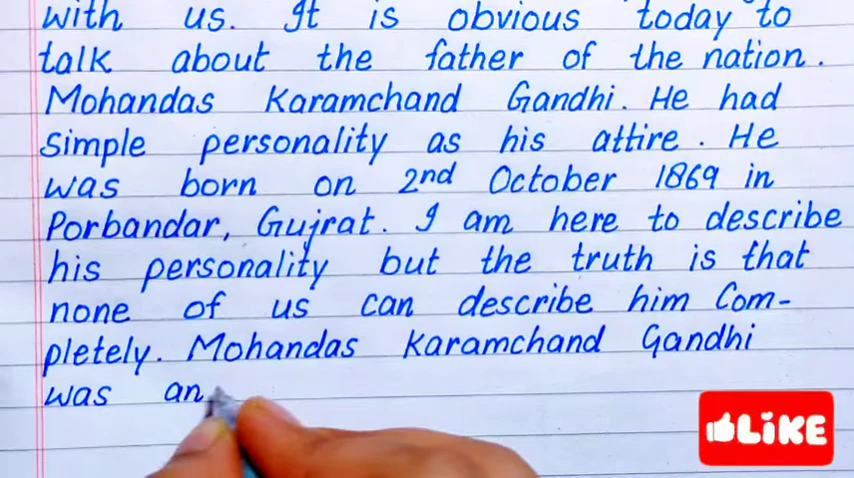 with us. It is obvious today to
talk about the father of the nation.
Mohandas Karamchand Gandhi. He had
simple personality as his attire. He
was born on 2nd October 1869 in
Porbandar, Gujrat. I am here to describe
his personality but the truth is that
none of us can describe him Com-
pletely. Mohandas Karamchand Gandhi
was an
LIKE